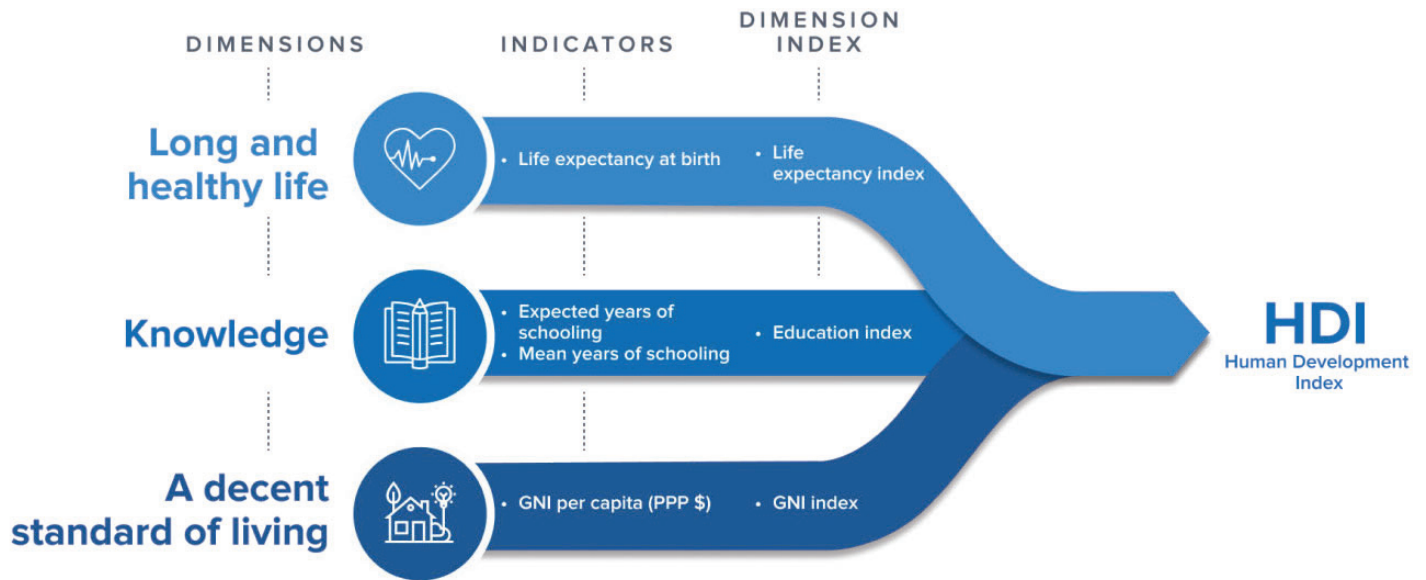 DIMENSIONS
INDICATORS
DIMENSION
INDEX
Long and
healthy life
• Life expectancy at birth
• Life
expectancy index
Knowledge
• Expected years of
schooling
• Mean years of schooling
• Education index
A decent
standard of living
• GNI per capita (PPP $)
• GNI index
HDI
Human Development
Index